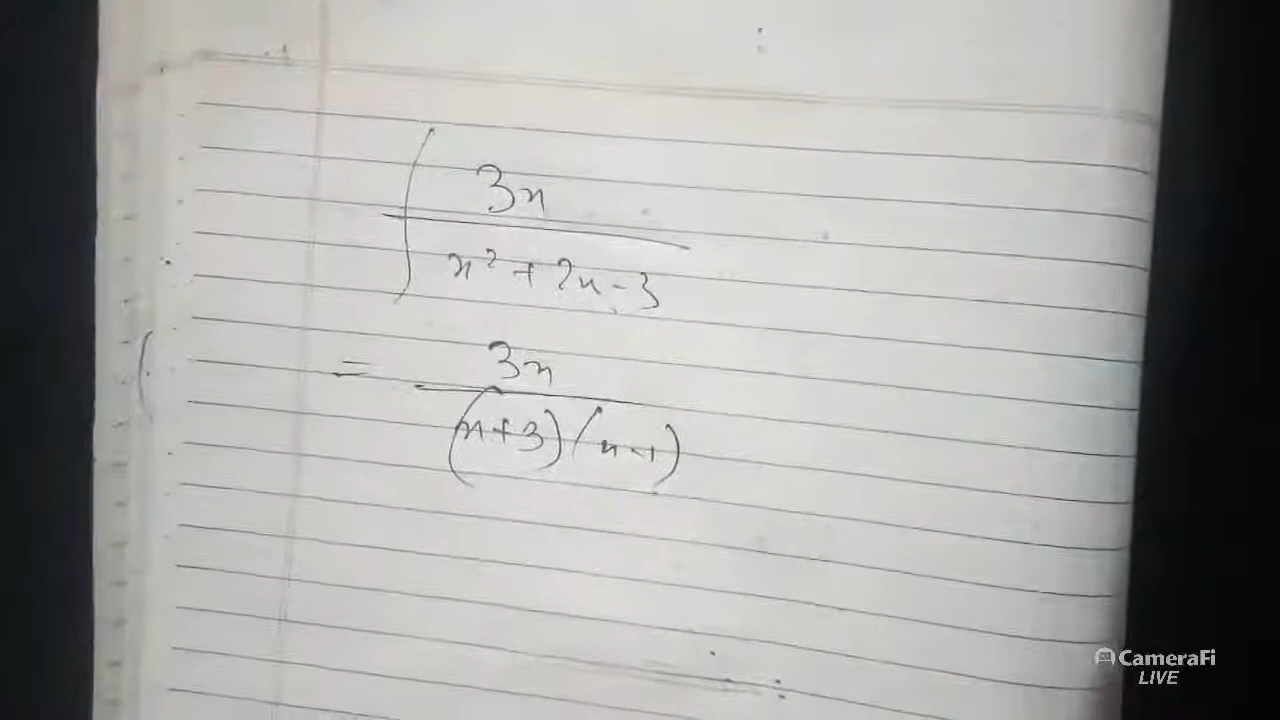 ∫ 3x / x² + 2x - 3
= 3x / (x+3)(x-1)
CameraFi
LIVE